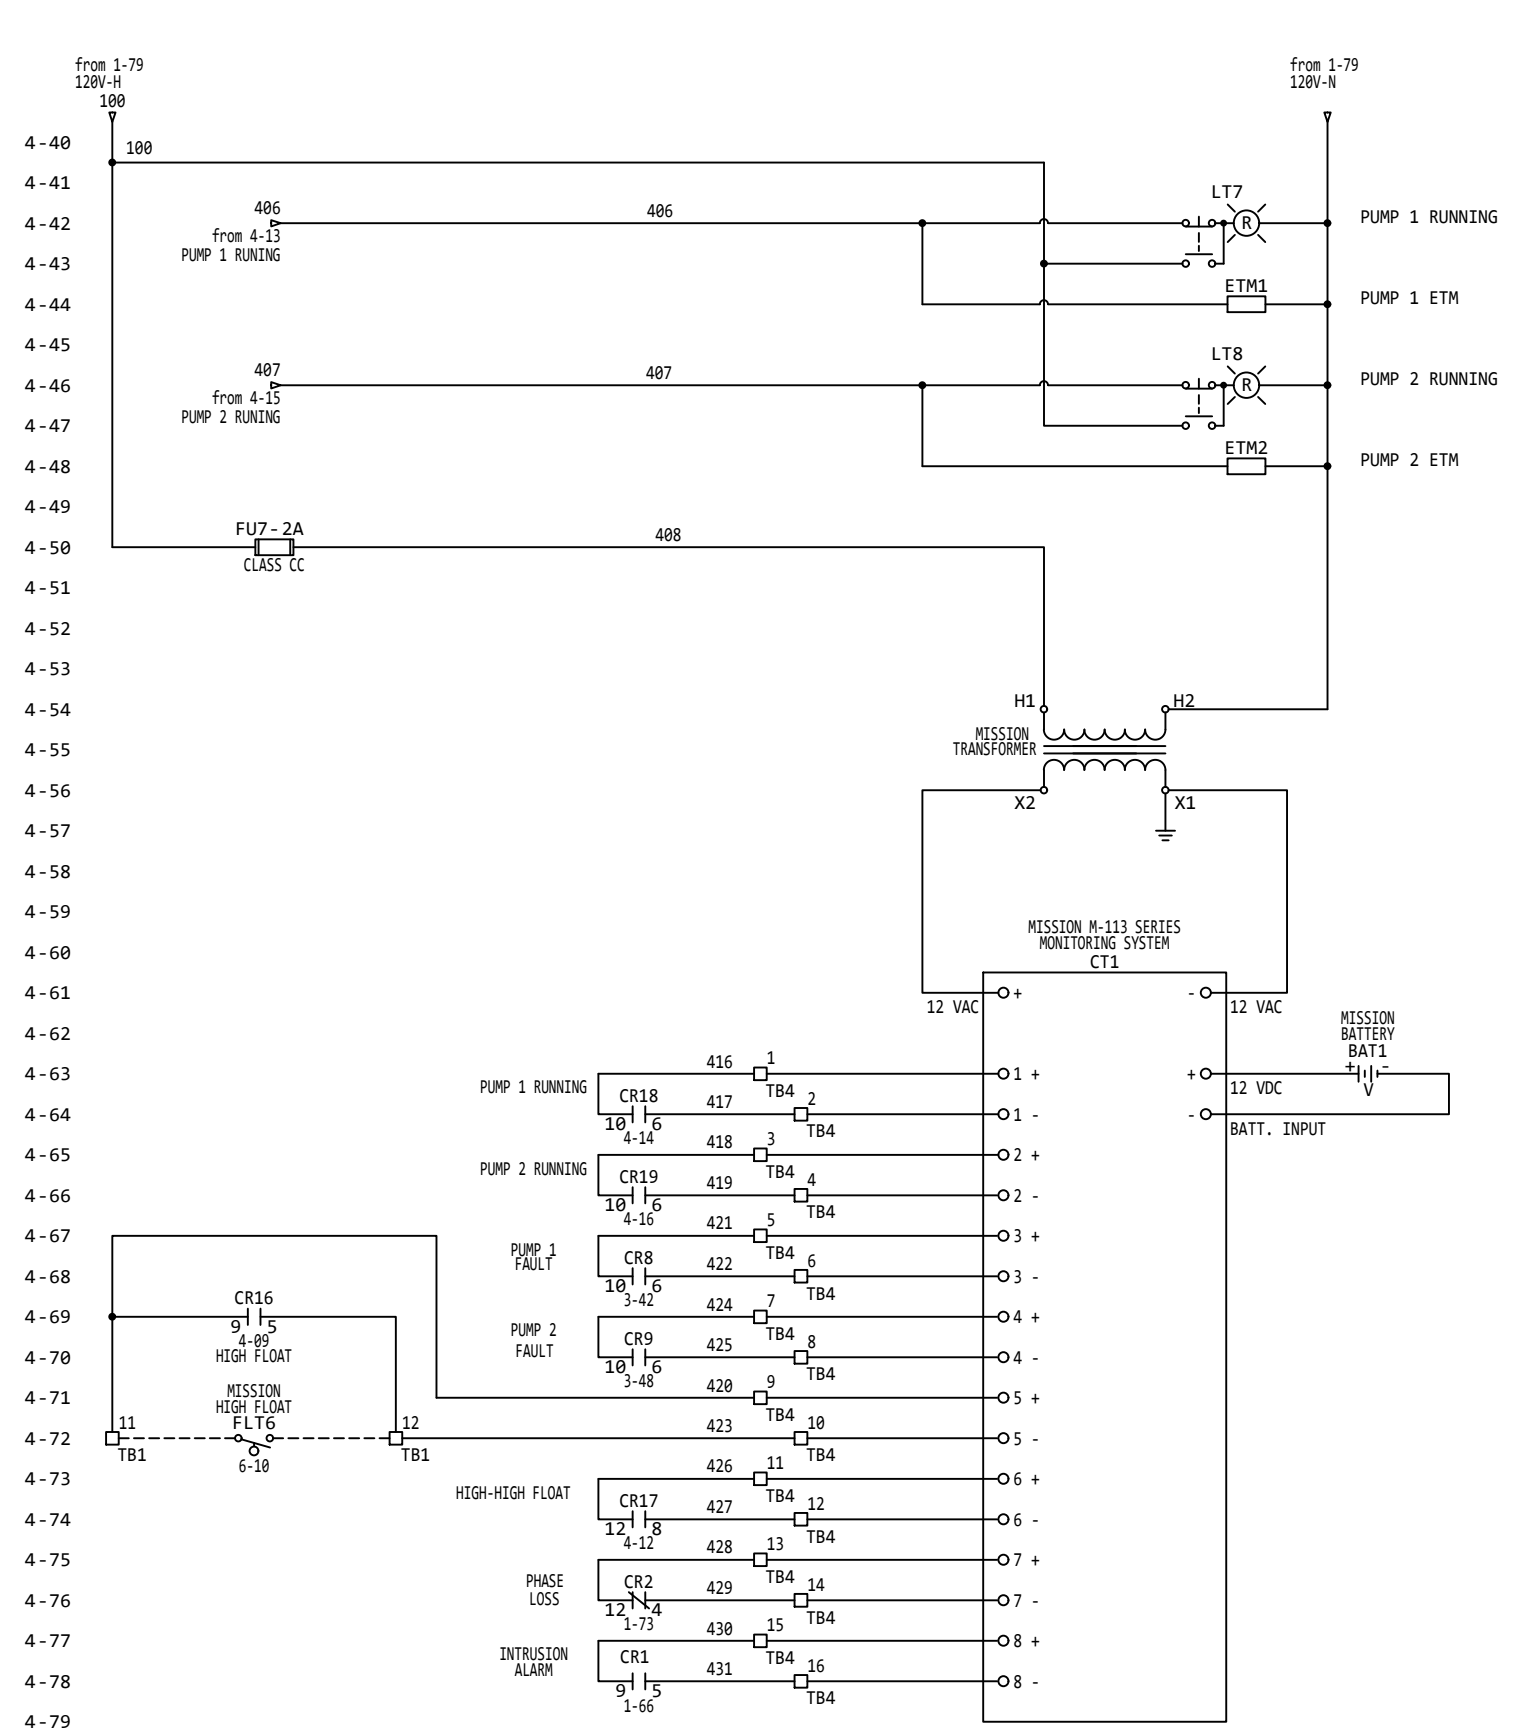 from 1-79
120V-H
100
from 1-79
120V-N
4-40
100
4-41
LT7
4-42
406
406
R
PUMP 1 RUNNING
from 4-13
PUMP 1 RUNING
4-43
ETM1
4-44
PUMP 1 ETM
4-45
LT8
4-46
407
407
R
PUMP 2 RUNNING
from 4-15
PUMP 2 RUNING
4-47
ETM2
4-48
PUMP 2 ETM
4-49
FU7-2A
4-50
408
CLASS CC
4-51
4-52
4-53
4-54
H1
H2
MISSION
TRANSFORMER
4-55
4-56
X2
X1
4-57
4-58
4-59
MISSION M-113 SERIES
MONITORING SYSTEM
4-60
CT1
4-61
+
-
12 VAC
12 VAC
4-62
MISSION
BATTERY
BAT1
4-63
416
1
TB4
1 +
+
12 VDC
+
-
V
PUMP 1 RUNNING
CR18
4-64
10
6
4-14
417
2
TB4
1 -
-
BATT. INPUT
4-65
418
3
TB4
2 +
PUMP 2 RUNNING
CR19
4-66
10
6
4-16
419
4
TB4
2 -
4-67
421
5
TB4
3 +
PUMP 1
FAULT
CR8
4-68
10
6
3-42
422
6
TB4
3 -
4-69
CR16
9
5
4-09
HIGH FLOAT
424
7
TB4
4 +
PUMP 2
FAULT
CR9
4-70
10
6
3-48
425
8
TB4
4 -
4-71
420
9
TB4
5 +
MISSION
HIGH FLOAT
FLT6
4-72
11
TB1
6-10
12
TB1
423
10
TB4
5 -
4-73
426
11
TB4
6 +
HIGH-HIGH FLOAT
CR17
4-74
12
8
4-12
427
12
TB4
6 -
4-75
428
13
TB4
7 +
PHASE
LOSS
CR2
4-76
12
4
1-73
429
14
TB4
7 -
4-77
430
15
TB4
8 +
INTRUSION
ALARM
CR1
4-78
9
5
1-66
431
16
TB4
8 -
4-79